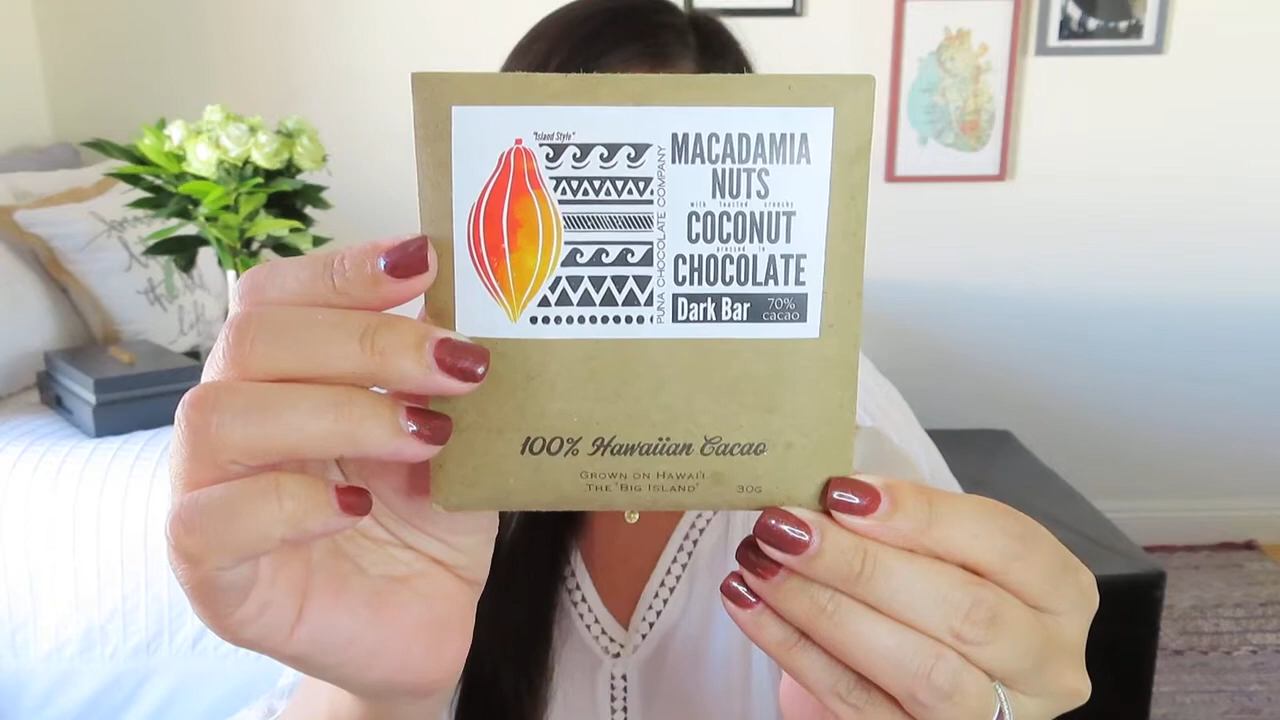 "Island Style"
PUNA CHOCOLATE COMPANY
MACADAMIA
NUTS
with toasted crunchy
COCONUT
pressed in
CHOCOLATE
Dark Bar 70%
cacao
100% Hawaiian Cacao
GROWN ON HAWAI'I
THE 'BIG ISLAND' 30G